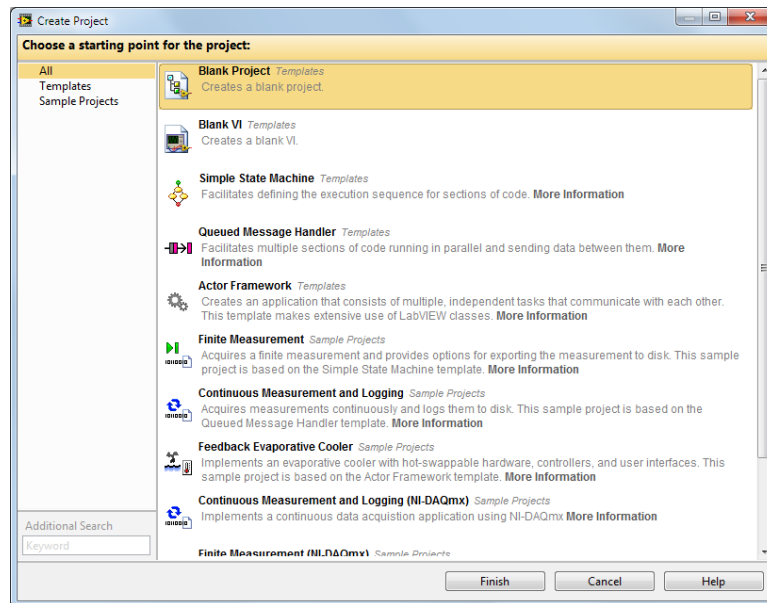 Create Project
Choose a starting point for the project:
All
Templates
Sample Projects
Blank Project Templates
Creates a blank project.
Blank VI Templates
Creates a blank VI.
Simple State Machine Templates
Facilitates defining the execution sequence for sections of code. More Information
Queued Message Handler Templates
Facilitates multiple sections of code running in parallel and sending data between them. More
Information
Actor Framework Templates
Creates an application that consists of multiple, independent tasks that communicate with each other.
This template makes extensive use of LabVIEW classes. More Information
Finite Measurement Sample Projects
Acquires a finite measurement and provides options for exporting the measurement to disk. This sample
project is based on the Simple State Machine template. More Information
Continuous Measurement and Logging Sample Projects
Acquires measurements continuously and logs them to disk. This sample project is based on the
Queued Message Handler template. More Information
Feedback Evaporative Cooler Sample Projects
Implements an evaporative cooler with hot-swappable hardware, controllers, and user interfaces. This
sample project is based on the Actor Framework template. More Information
Continuous Measurement and Logging (NI-DAQmx) Sample Projects
Implements a continuous data acquistion application using NI-DAQmx More Information
Finite Measurement (NI-DAQmx) Sample Projects
Additional Search
Keyword
Finish
Cancel
Help